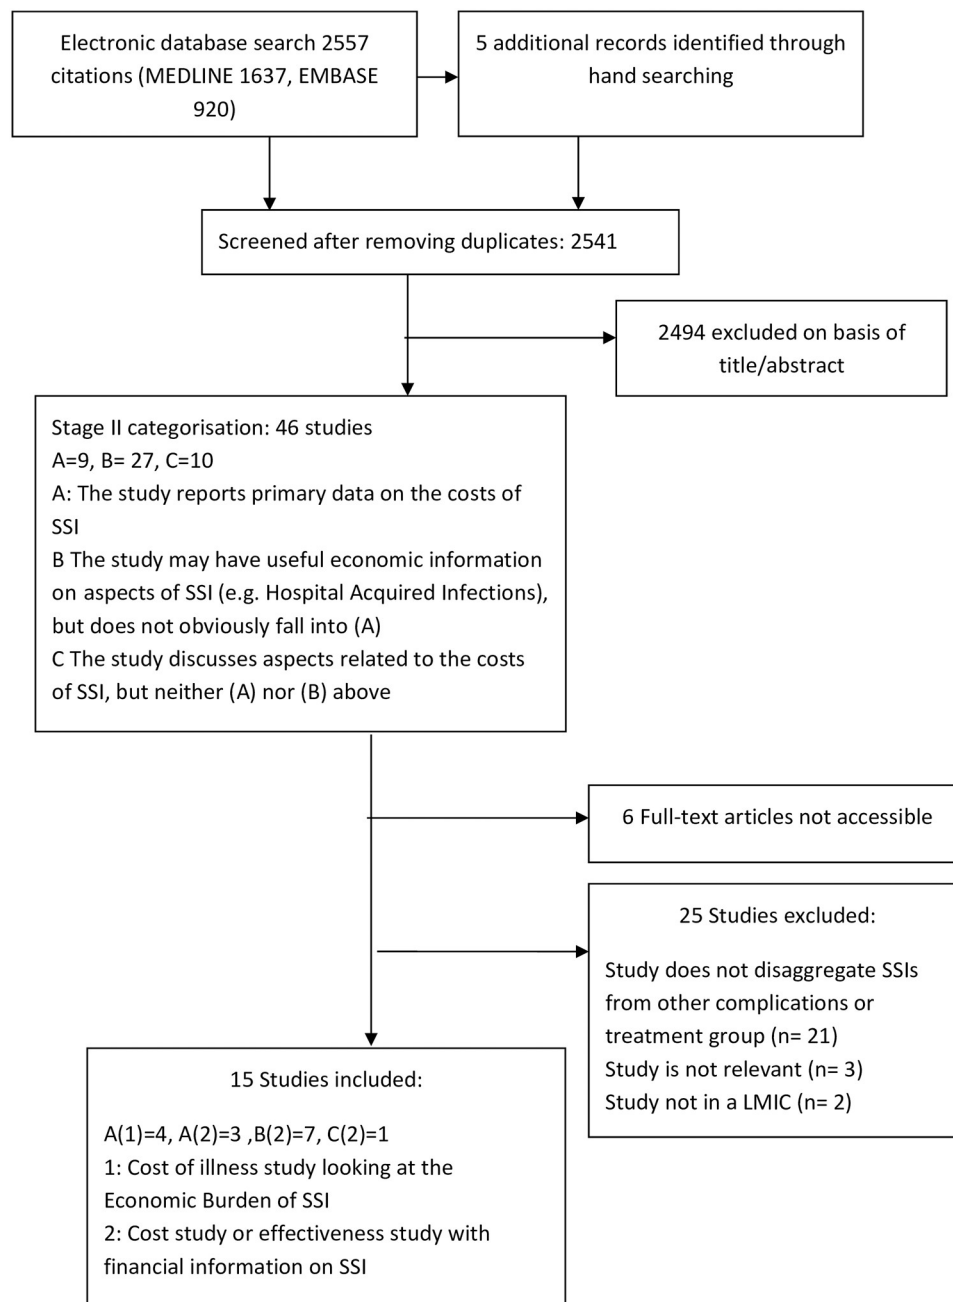 Electronic database search 2557
citations (MEDLINE 1637, EMBASE
920)
5 additional records identified through
hand searching
Screened after removing duplicates: 2541
2494 excluded on basis of
title/abstract
Stage II categorisation: 46 studies
A=9, B= 27, C=10
A: The study reports primary data on the costs of
SSI
B The study may have useful economic information
on aspects of SSI (e.g. Hospital Acquired Infections),
but does not obviously fall into (A)
C The study discusses aspects related to the costs
of SSI, but neither (A) nor (B) above
6 Full-text articles not accessible
25 Studies excluded:
Study does not disaggregate SSIs
from other complications or
treatment group (n= 21)
Study is not relevant (n= 3)
Study not in a LMIC (n= 2)
15 Studies included:
A(1)=4, A(2)=3 ,B(2)=7, C(2)=1
1: Cost of illness study looking at the
Economic Burden of SSI
2: Cost study or effectiveness study with
financial information on SSI